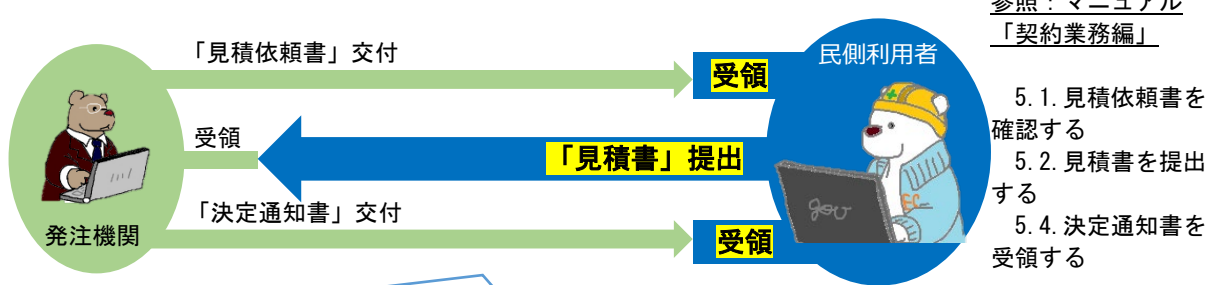 参照：マニュアル
「契約業務編」
「見積依頼書」交付
受領
民側利用者
5.1.見積依頼書を
確認する
5.2.見積書を提出
する
5.4.決定通知書を
受領する
受領
「見積書」提出
gov
EC
「決定通知書」交付
受領
発注機関